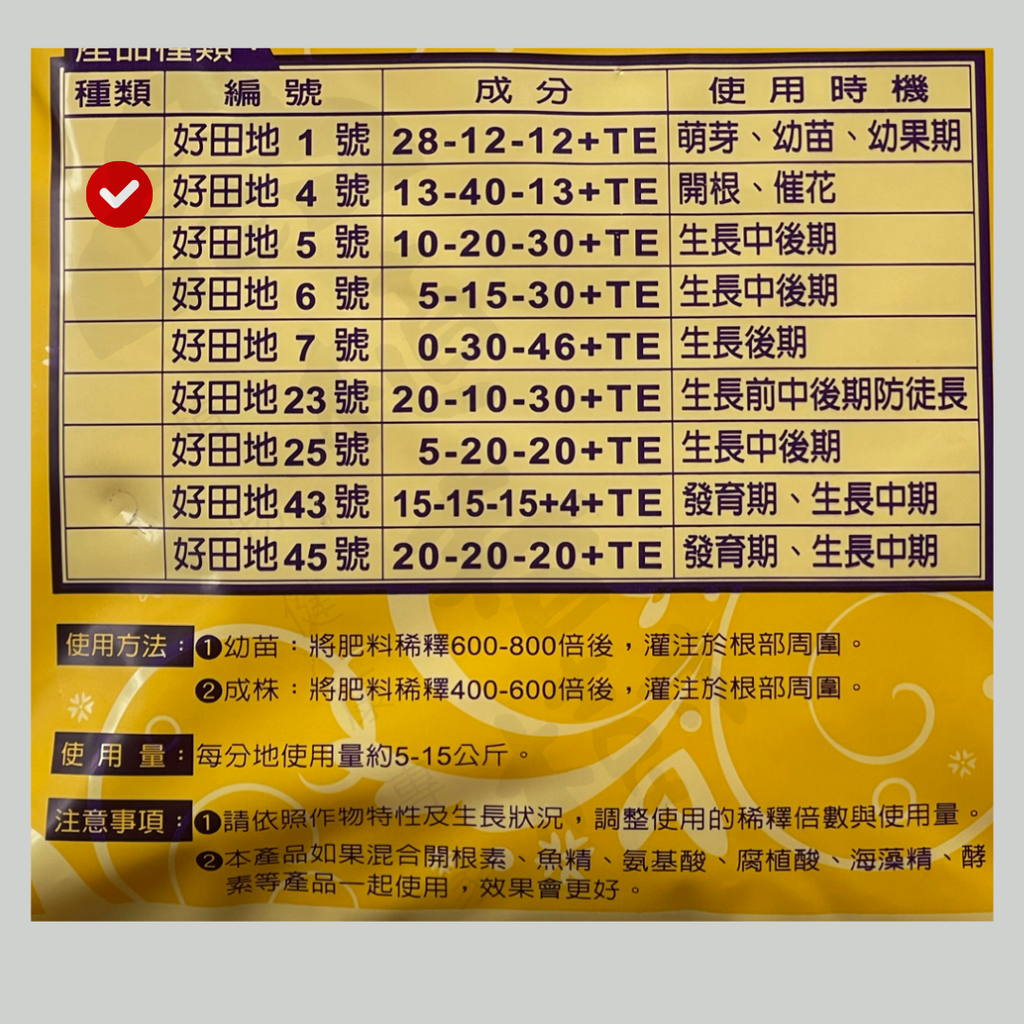 產品種類：
種類 編號 成分 使用時機
好田地 1 號 28-12-12+TE 萌芽、幼苗、幼果期
好田地 4 號 13-40-13+TE 開根、催花
好田地 5 號 10-20-30+TE 生長中後期
好田地 6 號 5-15-30+TE 生長中後期
好田地 7 號 0-30-46+TE 生長後期
好田地 23 號 20-10-30+TE 生長前中後期防徒長
好田地 25 號 5-20-20+TE 生長中後期
好田地 43 號 15-15-15+4+TE 發育期、生長中期
好田地 45 號 20-20-20+TE 發育期、生長中期
使用方法：❶幼苗：將肥料稀釋600-800倍後，灌注於根部周圍。
❷成株：將肥料稀釋400-600倍後，灌注於根部周圍。
使用量：每分地使用量約5-15公斤。
注意事項：❶請依照作物特性及生長狀況，調整使用的稀釋倍數與使用量。
❷本產品如果混合開根素、魚精、氨基酸、腐植酸、海藻精、酵
素等產品一起使用，效果會更好。